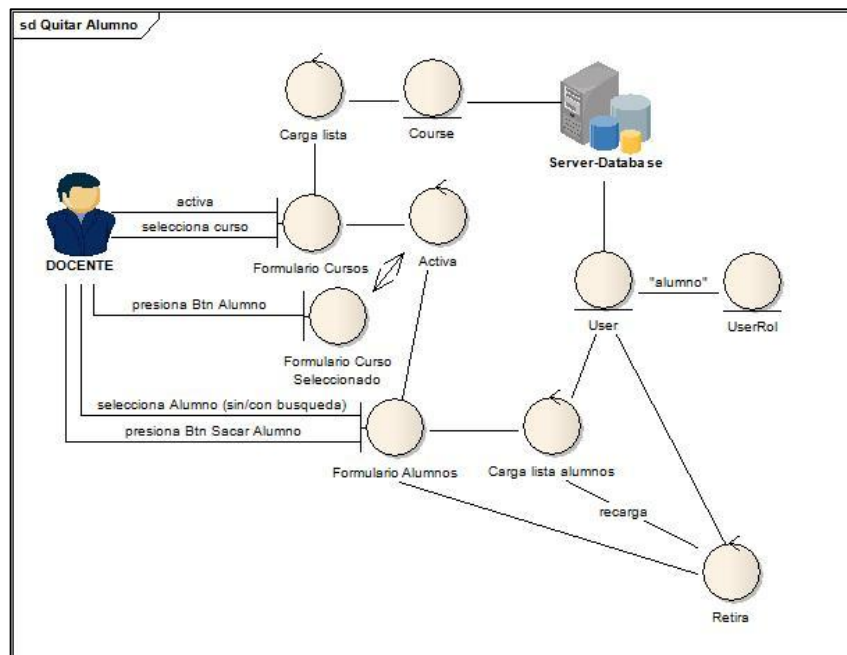 sd Quitar Alumno
Carga lista
Course
Server-Database
activa
selecciona curso
DOCENTE
Formulario Cursos
Activa
presiona Btn Alumno
"alumno"
User
UserRol
Formulario Curso
Seleccionado
selecciona Alumno (sin/con busqueda)
presiona Btn Sacar Alumno
Formulario Alumnos
Carga lista alumnos
recarga
Retira